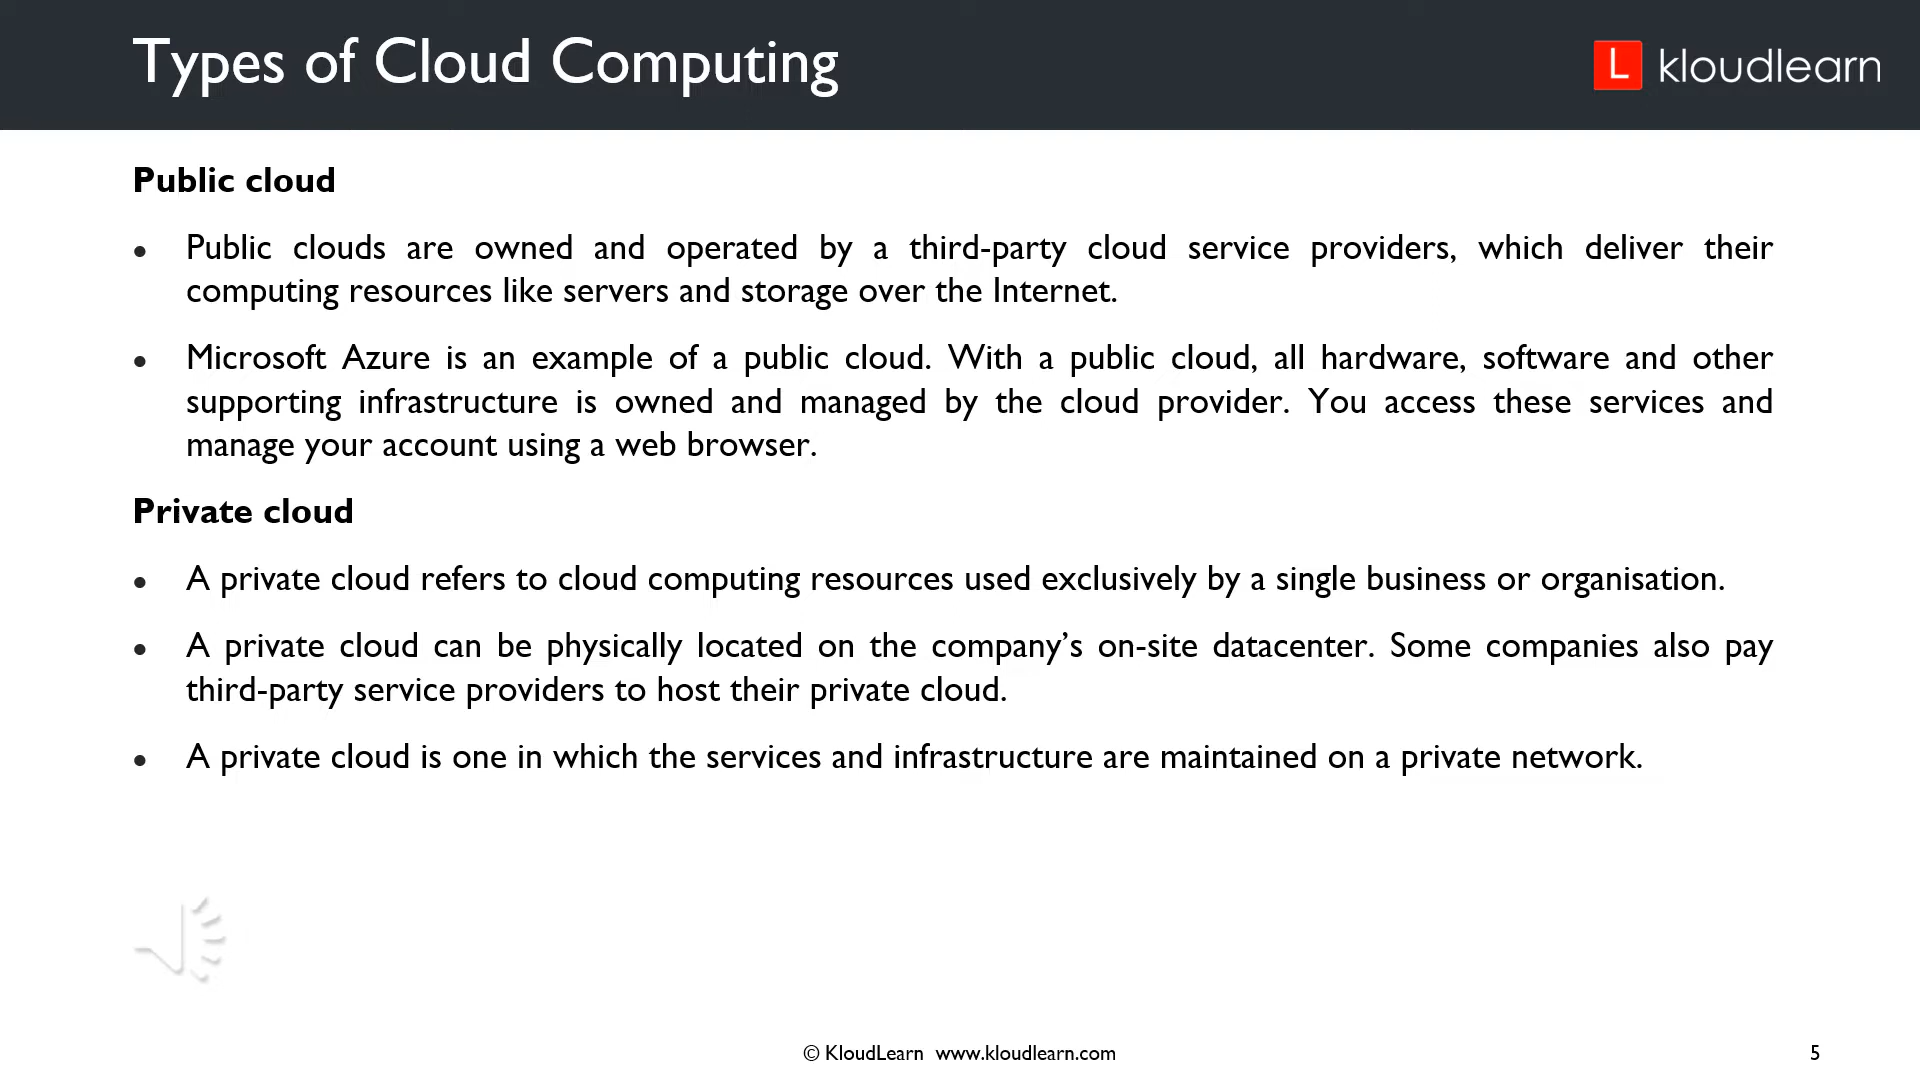 Types of Cloud Computing
L kloudlearn
Public cloud
• Public clouds are owned and operated by a third-party cloud service providers, which deliver their
computing resources like servers and storage over the Internet.
• Microsoft Azure is an example of a public cloud. With a public cloud, all hardware, software and other
supporting infrastructure is owned and managed by the cloud provider. You access these services and
manage your account using a web browser.
Private cloud
• A private cloud refers to cloud computing resources used exclusively by a single business or organisation.
• A private cloud can be physically located on the company’s on-site datacenter. Some companies also pay
third-party service providers to host their private cloud.
• A private cloud is one in which the services and infrastructure are maintained on a private network.
© KloudLearn www.kloudlearn.com
5